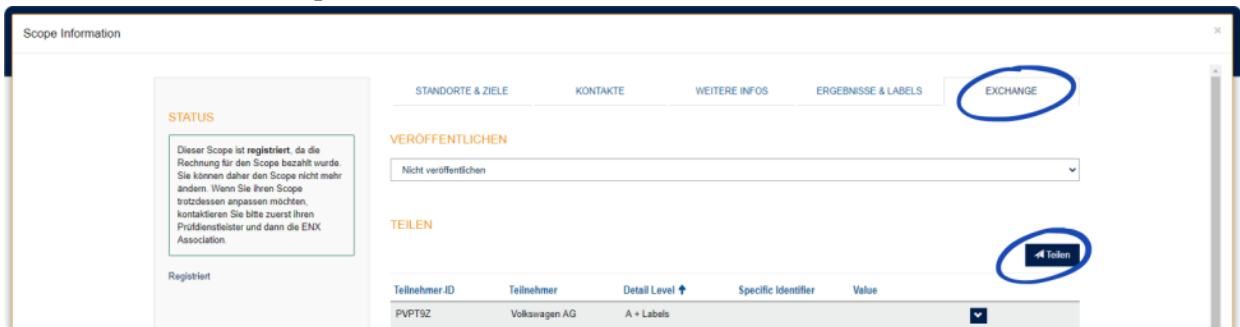 Scope Information
×
STANDORTE & ZIELE KONTAKTE WEITERE INFOS ERGEBNISSE & LABELS EXCHANGE
STATUS
Dieser Scope ist registriert, da die
Rechnung für den Scope bezahlt wurde.
Sie können daher den Scope nicht mehr
ändern. Wenn Sie ihren Scope
trotzdessen anpassen möchten,
kontaktieren Sie bitte zuerst ihren
Prüfdienstleister und dann die ENX
Association.
Registriert
VERÖFFENTLICHEN
Nicht veröffentlichen
TEILEN
Teilen
Teilnehmer-ID Teilnehmer Detail Level Specific Identifier Value
PVPT9Z Volkswagen AG A + Labels